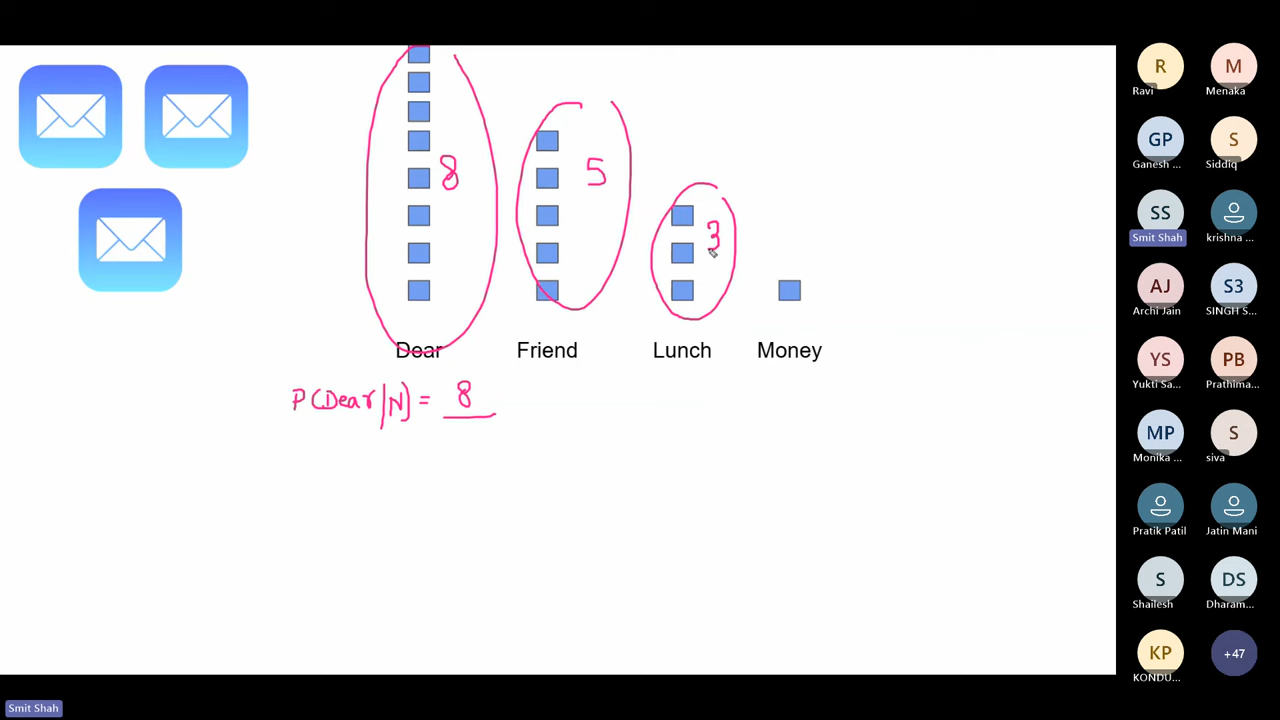 8
5
3
Dear Friend Lunch Money
P(Dear|N) = 8
R M
Ravi Menaka
GP S
Ganesh ... Siddiq
SS
Smit Shah krishna ...
AJ S3
Archi Jain SINGH S...
YS PB
Yukti Sa... Prathima...
MP S
Monika ... siva
Pratik Patil Jatin Mani
S DS
Shailesh Dharam...
KP +47
KONDU...
Smit Shah